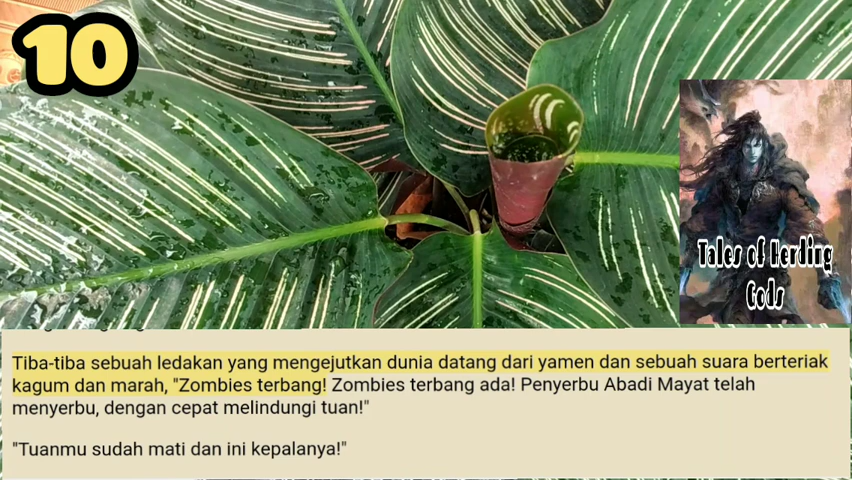 10
Tales of Herding
Gods
Tiba-tiba sebuah ledakan yang mengejutkan dunia datang dari yamen dan sebuah suara berteriak
kagum dan marah, "Zombies terbang! Zombies terbang ada! Penyerbu Abadi Mayat telah
menyerbu, dengan cepat melindungi tuan!"
"Tuanmu sudah mati dan ini kepalanya!"